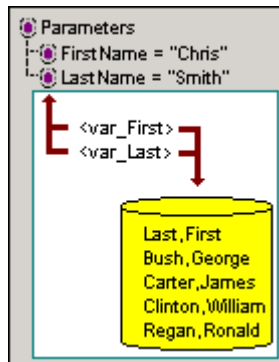 Parameters
FirstName = "Chris"
LastName = "Smith"
<var_First>
<var_Last>
Last,First
Bush,George
Carter,James
Clinton,William
Regan,Ronald